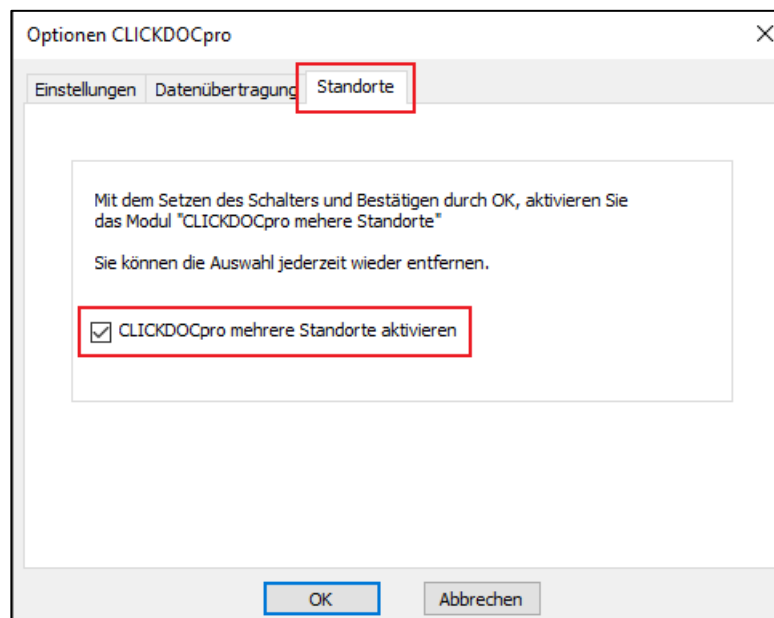 Optionen CLICKDOCpro
Einstellungen Datenübertragung Standorte
Mit dem Setzen des Schalters und Bestätigen durch OK, aktivieren Sie
das Modul "CLICKDOCpro mehere Standorte"
Sie können die Auswahl jederzeit wieder entfernen.
CLICKDOCpro mehrere Standorte aktivieren
OK Abbrechen